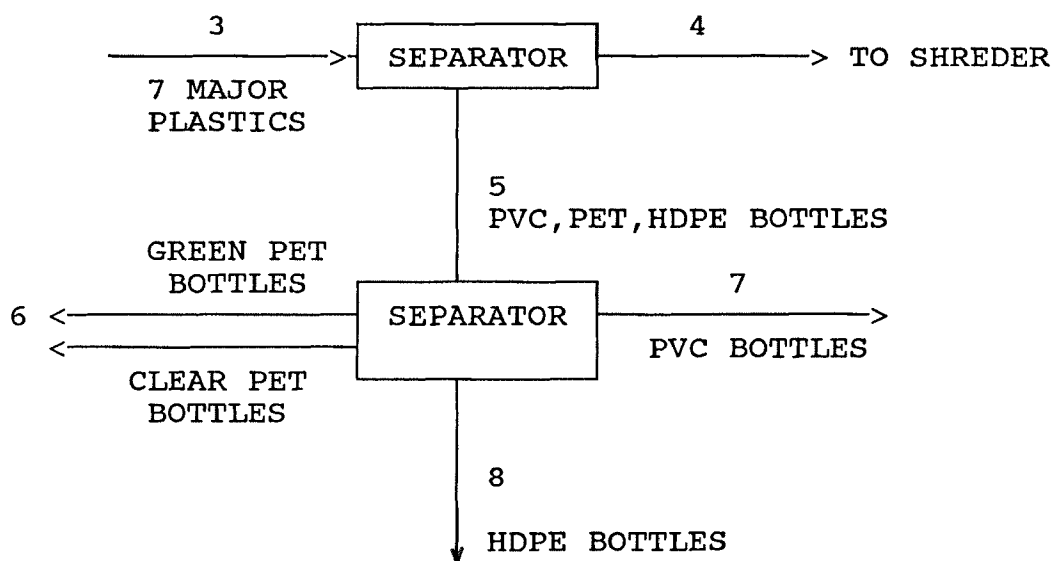 3
4
SEPARATOR
TO SHREDER
7 MAJOR
PLASTICS
5
PVC,PET,HDPE BOTTLES
GREEN PET
BOTTLES
7
6
SEPARATOR
PVC BOTTLES
CLEAR PET
BOTTLES
8
HDPE BOTTLES